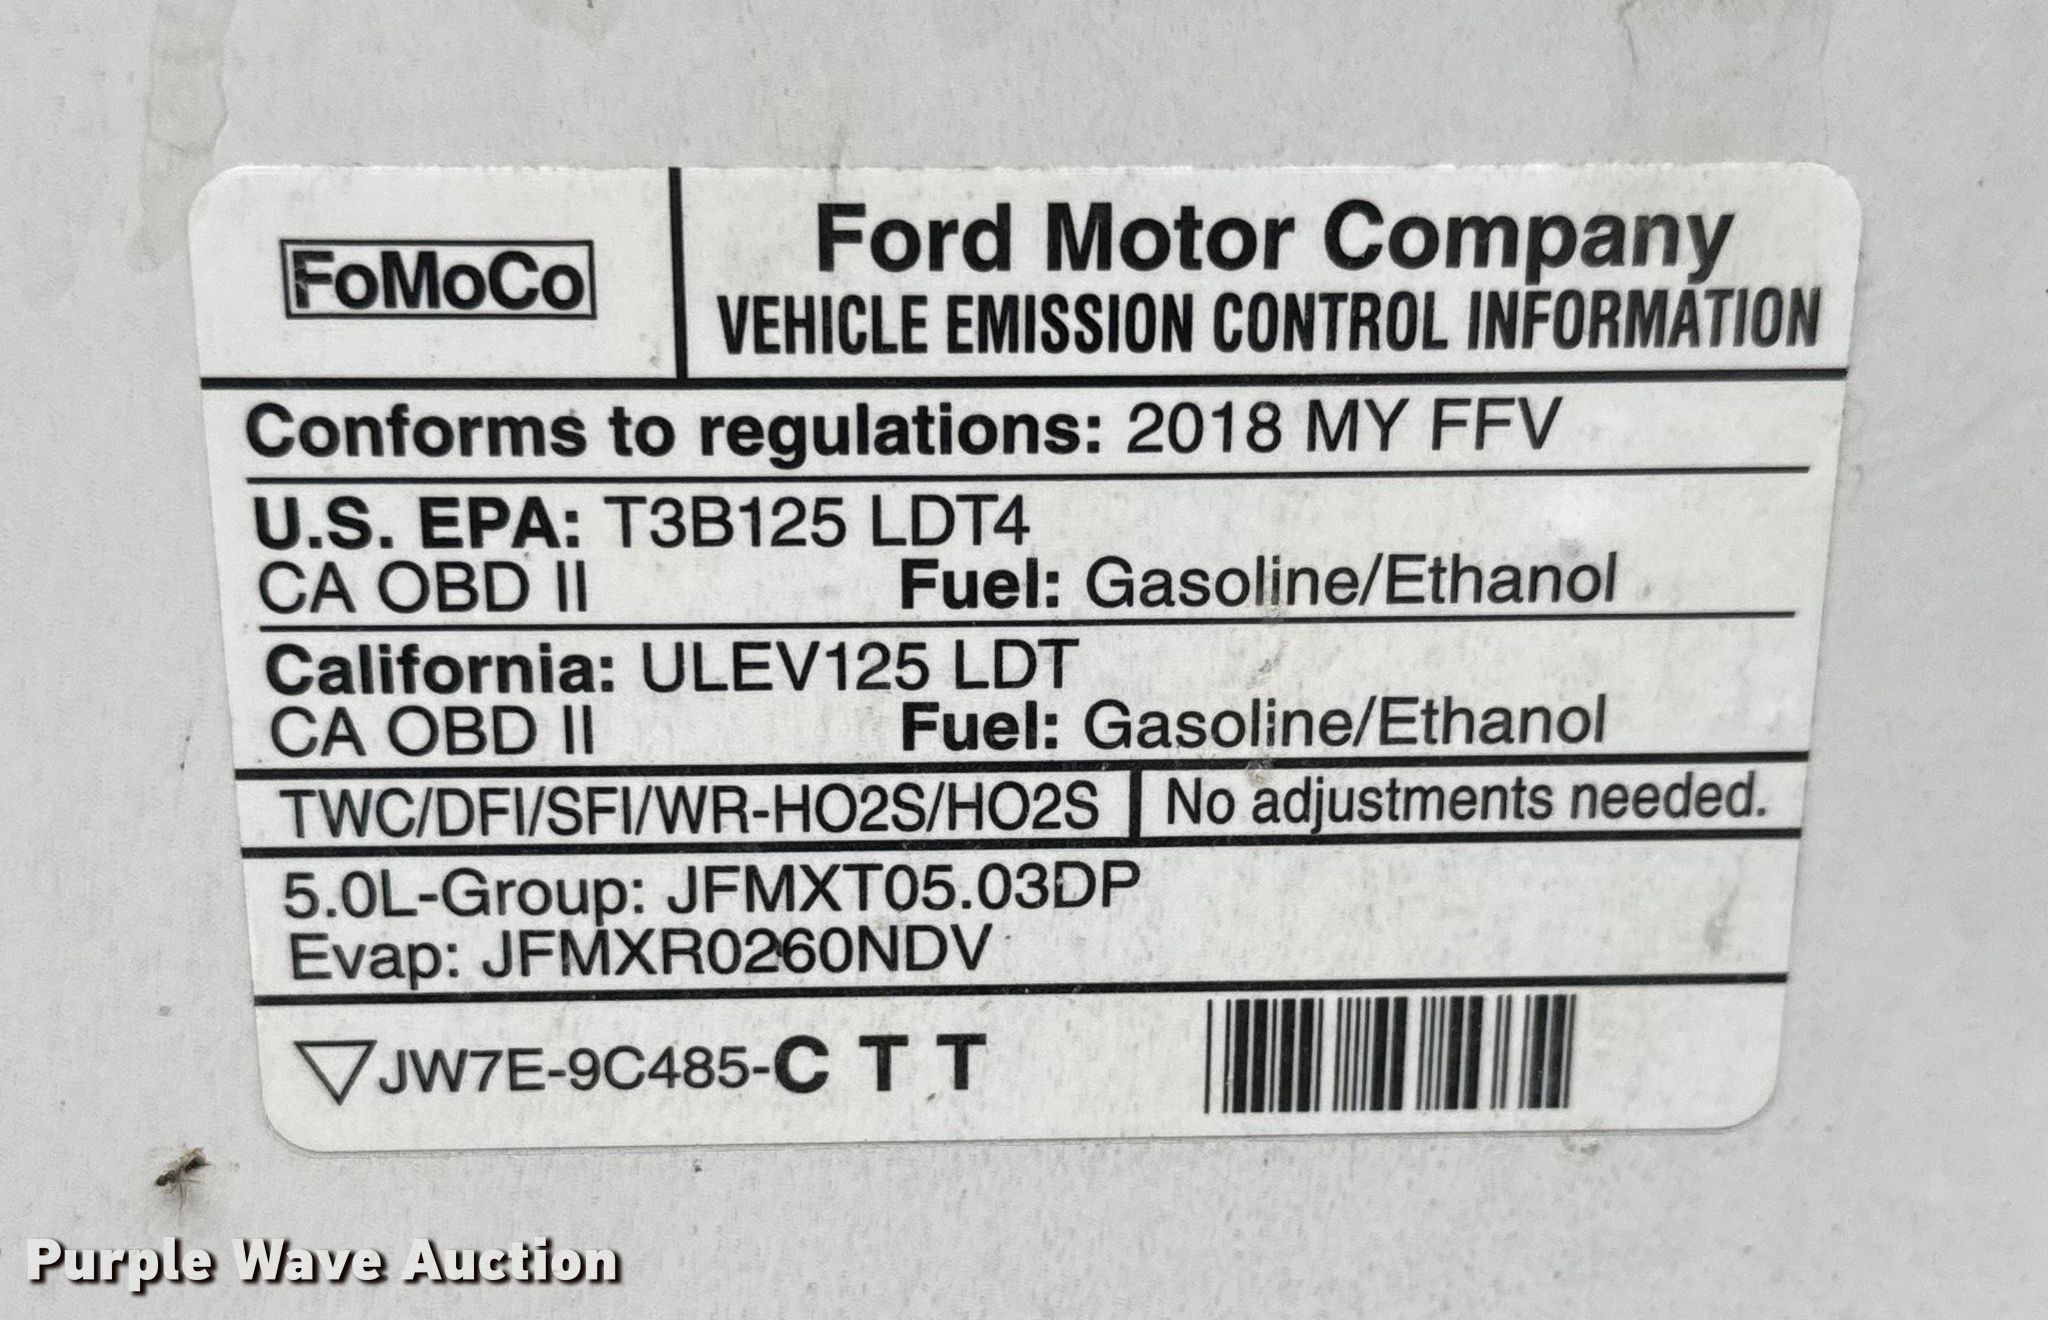 FoMoCo
Ford Motor Company
VEHICLE EMISSION CONTROL INFORMATION
Conforms to regulations: 2018 MY FFV
U.S. EPA: T3B125 LDT4
CA OBD II Fuel: Gasoline/Ethanol
California: ULEV125 LDT
CA OBD II Fuel: Gasoline/Ethanol
TWC/DFI/SFI/WR-HO2S/HO2S No adjustments needed.
5.0L-Group: JFMXT05.03DP
Evap: JFMXR0260NDV
JW7E-9C485-C T T
Purple Wave Auction